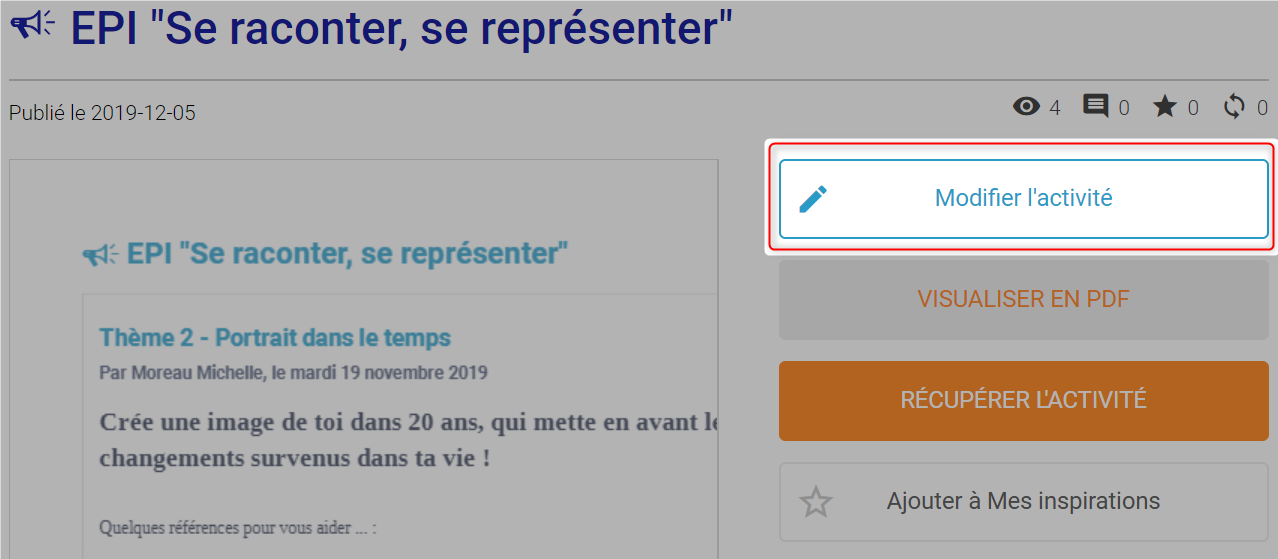 EPI "Se raconter, se représenter"
Publié le 2019-12-05
4 0 0 0
EPI "Se raconter, se représenter"
Thème 2 - Portrait dans le temps
Par Moreau Michelle, le mardi 19 novembre 2019
Crée une image de toi dans 20 ans, qui mette en avant
changements survenus dans ta vie !
Quelques références pour vous aider ... :
Modifier l'activité
VISUALISER EN PDF
RÉCUPÉRER L'ACTIVITÉ
Ajouter à Mes inspirations